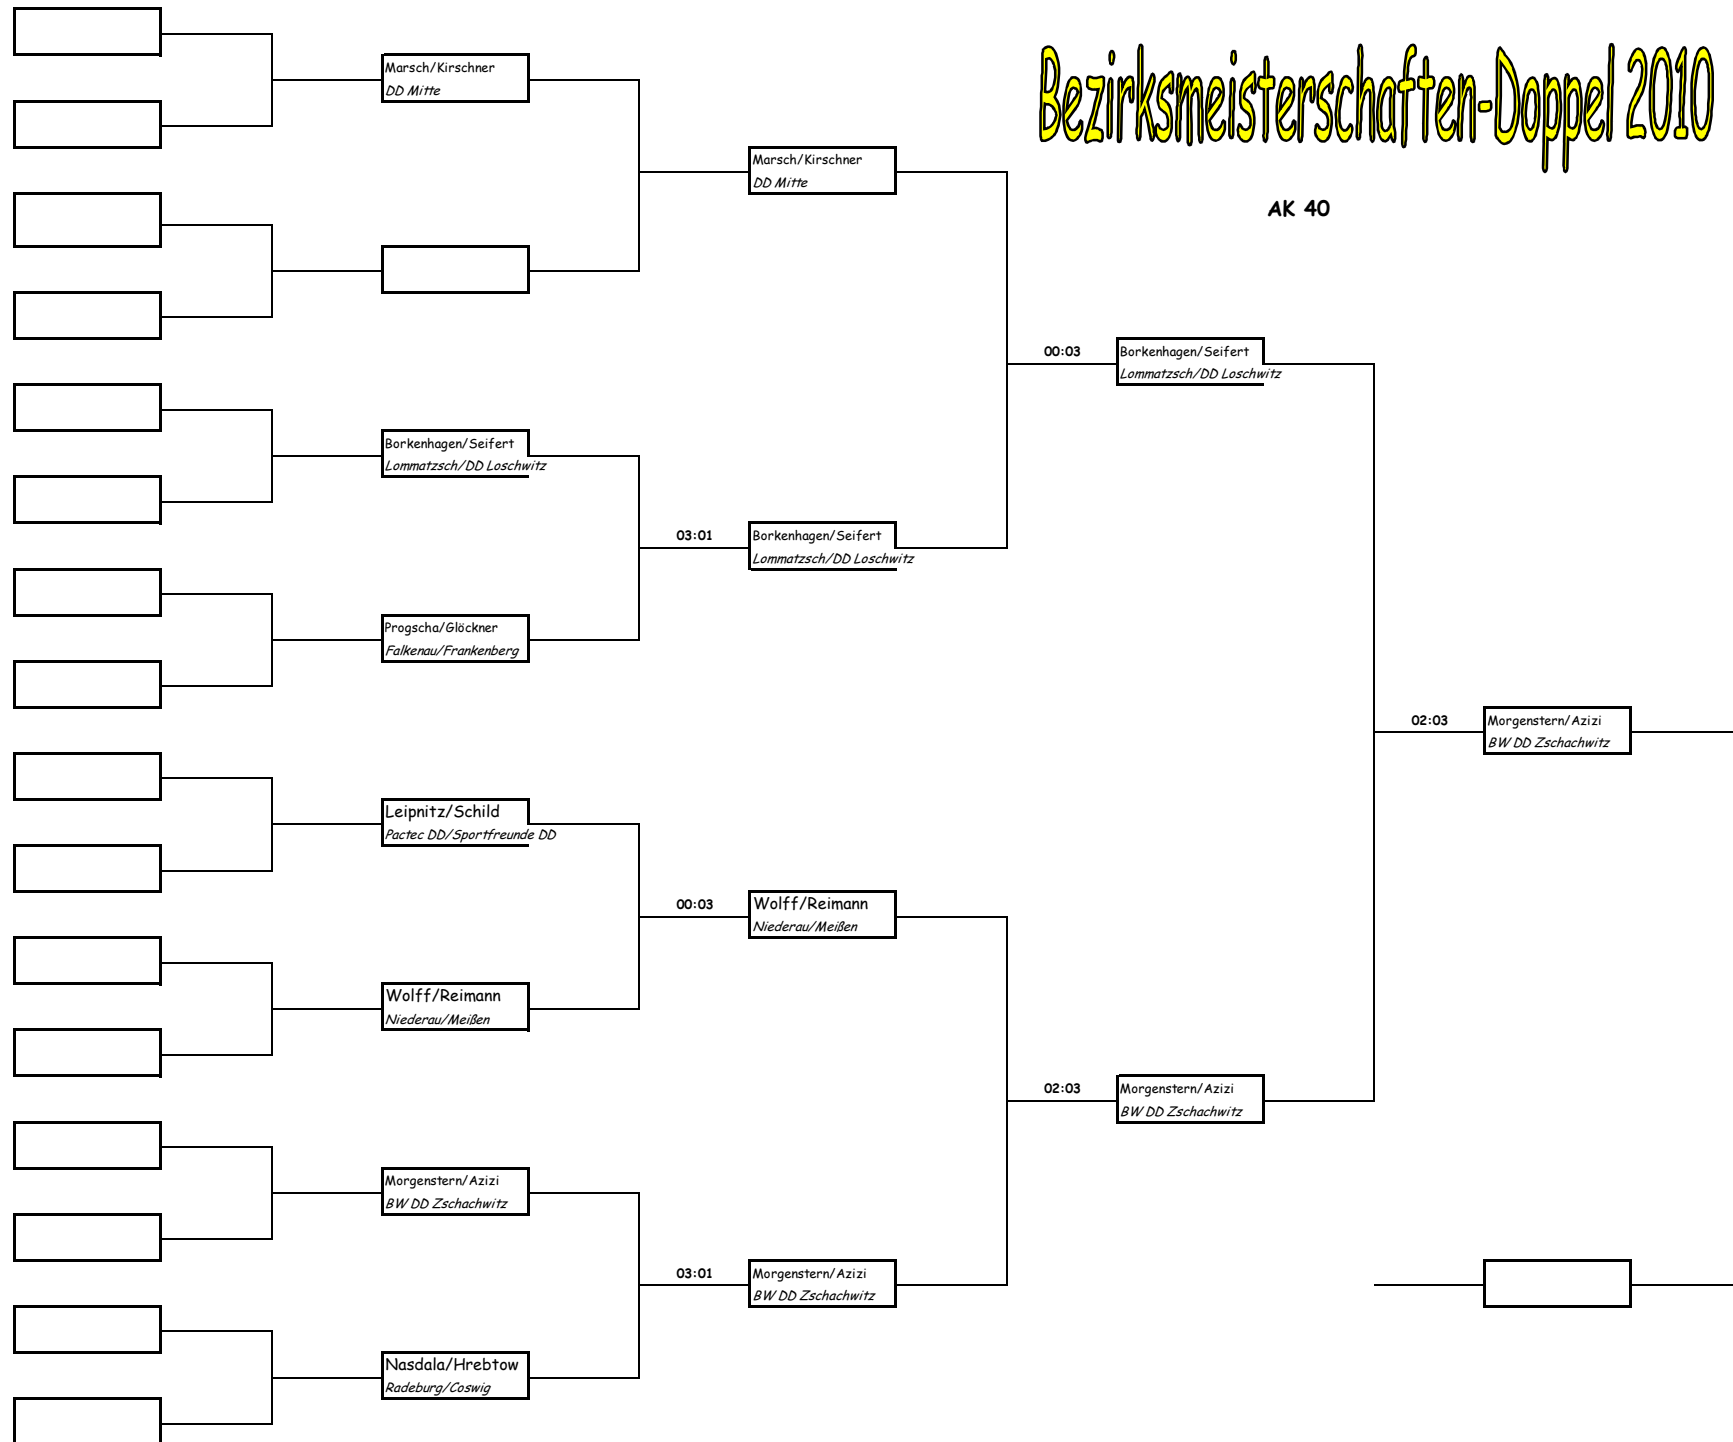 Bezirksmeisterschaften-Doppel 2010
AK 40
Marsch/Kirschner
DD Mitte
Borkenhagen/Seifert
Lommatzsch/DD Loschwitz
Progscha/Glöckner
Falkenau/Frankenberg
Leipnitz/Schild
Pactec DD/Sportfreunde DD
Wolff/Reimann
Niederau/Meißen
Morgenstern/Azizi
BW DD Zschachwitz
Nasdala/Hrebtow
Radeburg/Coswig
Marsch/Kirschner
DD Mitte
03:01
Borkenhagen/Seifert
Lommatzsch/DD Loschwitz
00:03
Wolff/Reimann
Niederau/Meißen
03:01
Morgenstern/Azizi
BW DD Zschachwitz
00:03
Borkenhagen/Seifert
Lommatzsch/DD Loschwitz
02:03
Morgenstern/Azizi
BW DD Zschachwitz
02:03
Morgenstern/Azizi
BW DD Zschachwitz